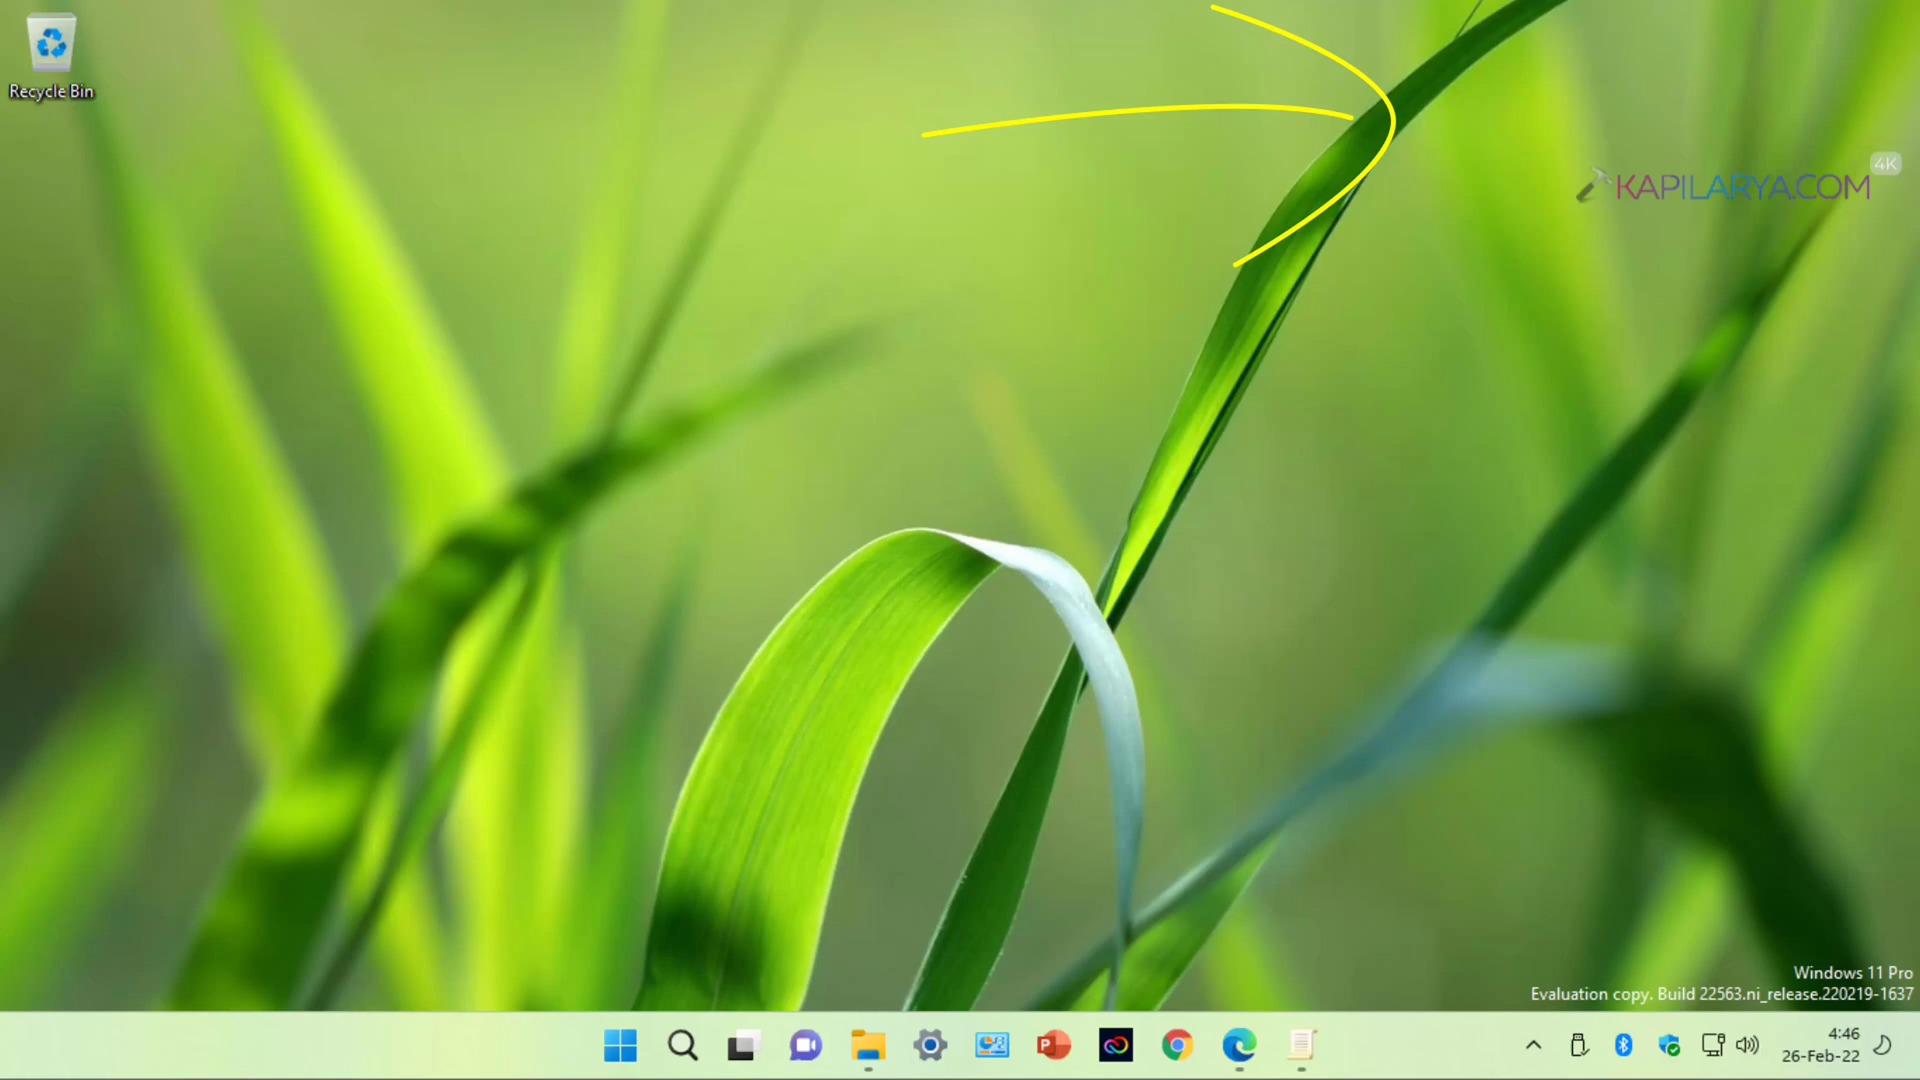 Recycle Bin
4K
KAPILARYA.COM
Windows 11 Pro
Evaluation copy. Build 22563.ni_release.220219-1637
4:46
26-Feb-22